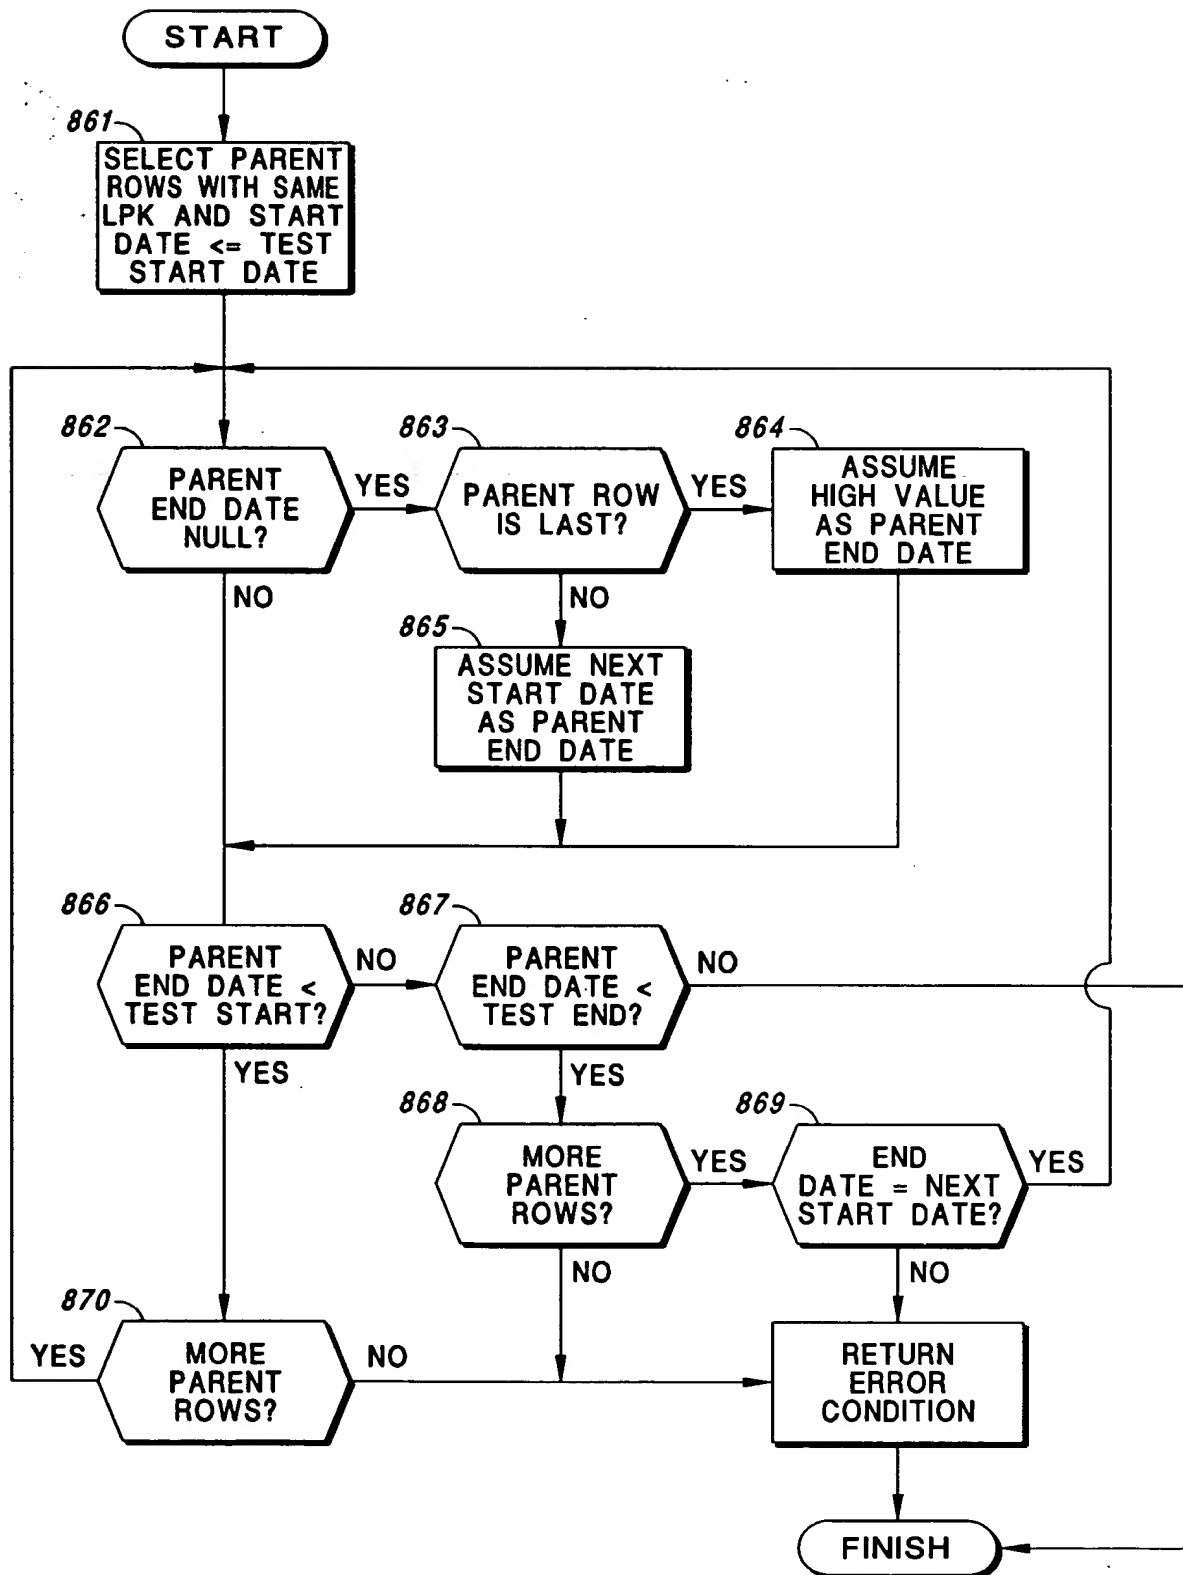 START
861
SELECT PARENT
ROWS WITH SAME
LPK AND START
DATE <= TEST
START DATE
862
PARENT
END DATE
NULL?
YES
NO
863
PARENT ROW
IS LAST?
YES
NO
864
ASSUME
HIGH VALUE
AS PARENT
END DATE
865
ASSUME NEXT
START DATE
AS PARENT
END DATE
866
PARENT
END DATE <
TEST START?
NO
YES
867
PARENT
END DATE <
TEST END?
NO
YES
868
MORE
PARENT
ROWS?
YES
NO
869
END
DATE = NEXT
START DATE?
YES
NO
870
MORE
PARENT
ROWS?
YES
NO
RETURN
ERROR
CONDITION
FINISH